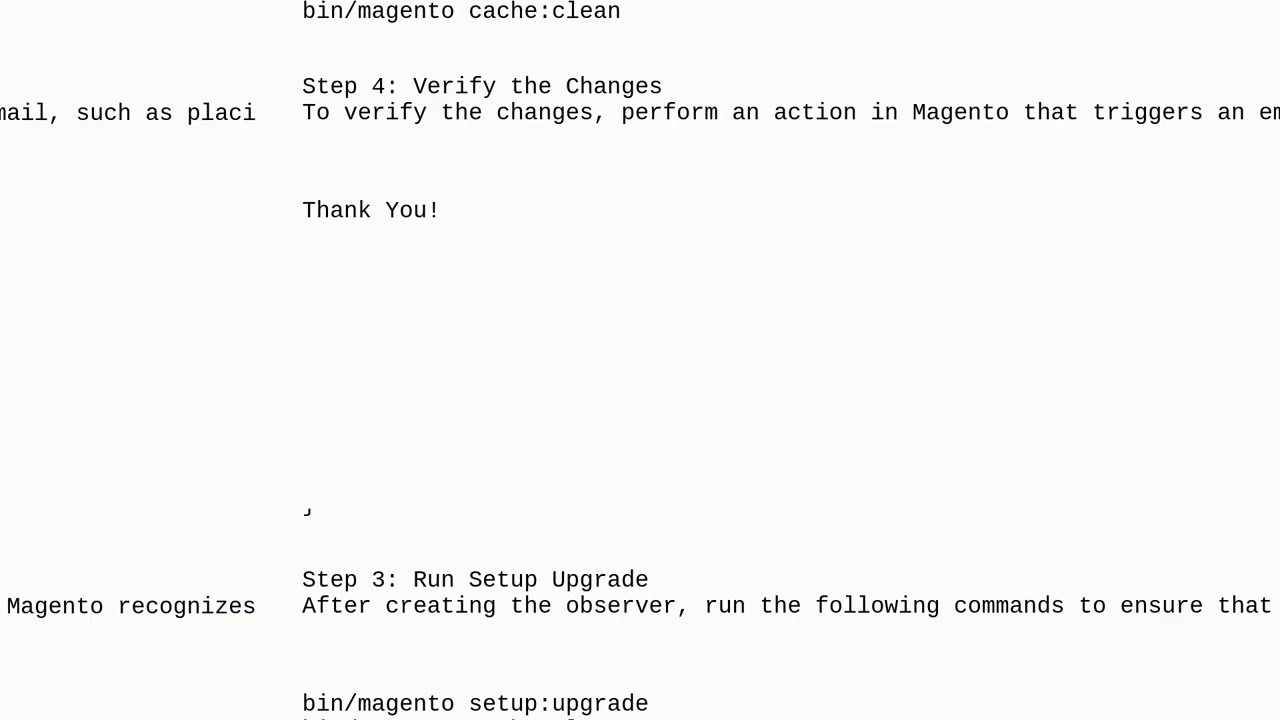 bin/magento cache:clean
Step 4: Verify the Changes
mail, such as placi To verify the changes, perform an action in Magento that triggers an em
Thank You!
Step 3: Run Setup Upgrade
Magento recognizes After creating the observer, run the following commands to ensure that
bin/magento setup:upgrade